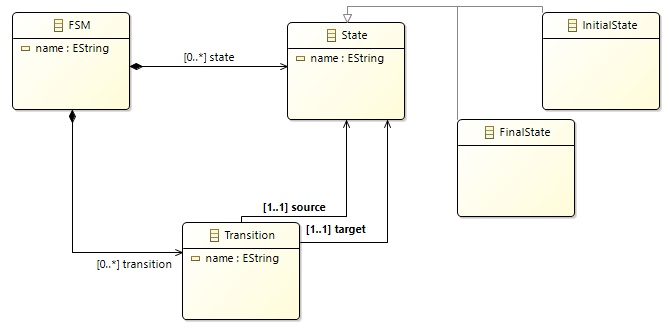 FSM
name : EString
[0..*] state
State
name : EString
InitialState
FinalState
[1..1] source
[1..1] target
Transition
name : EString
[0..*] transition